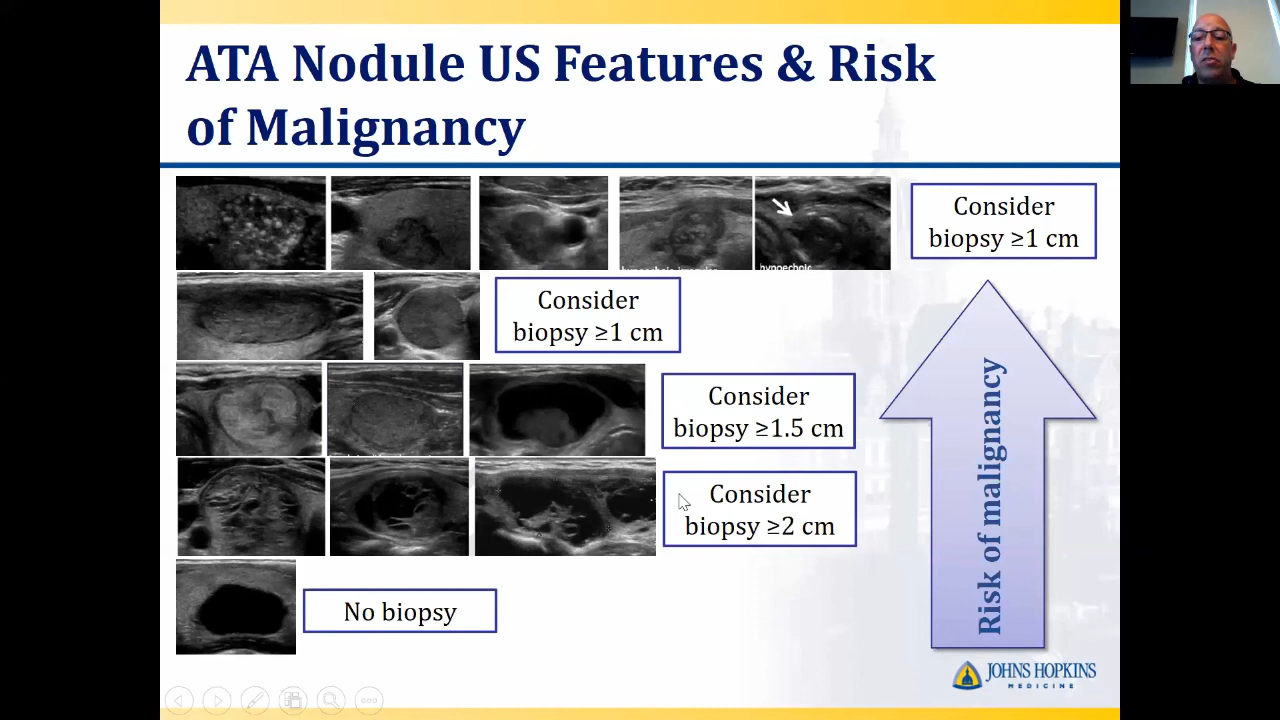 ATA Nodule US Features & Risk
of Malignancy
Consider
biopsy ≥1 cm
hypoechoic
Consider
biopsy ≥1 cm
Consider
biopsy ≥1.5 cm
Consider
biopsy ≥2 cm
No biopsy
Risk of malignancy
JOHNS HOPKINS
MEDICINE